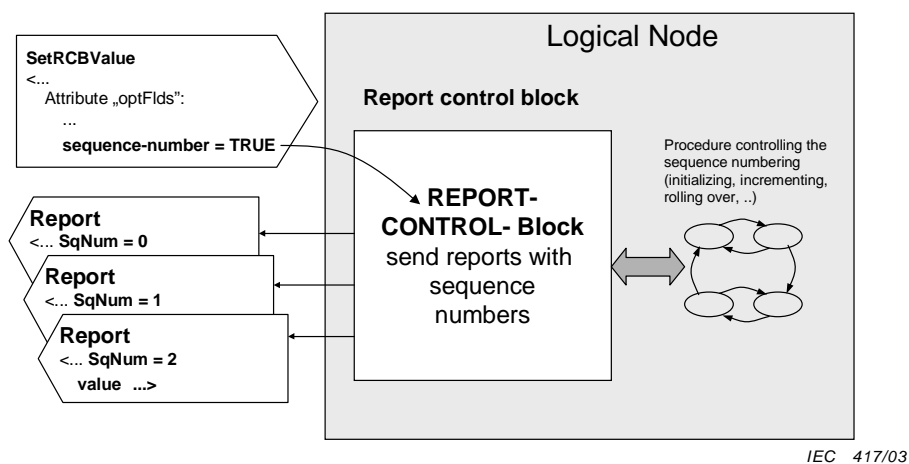 Logical Node
SetRCBValue
<...
Attribute „optFlds":
...
sequence-number = TRUE
Report control block
Procedure controlling the
sequence numbering
(initializing, incrementing,
rolling over, ..)
REPORT-
CONTROL- Block
send reports with
sequence
numbers
Report
<... SqNum = 0
Report
<... SqNum = 1
Report
<... SqNum = 2
value ...>
IEC 417/03